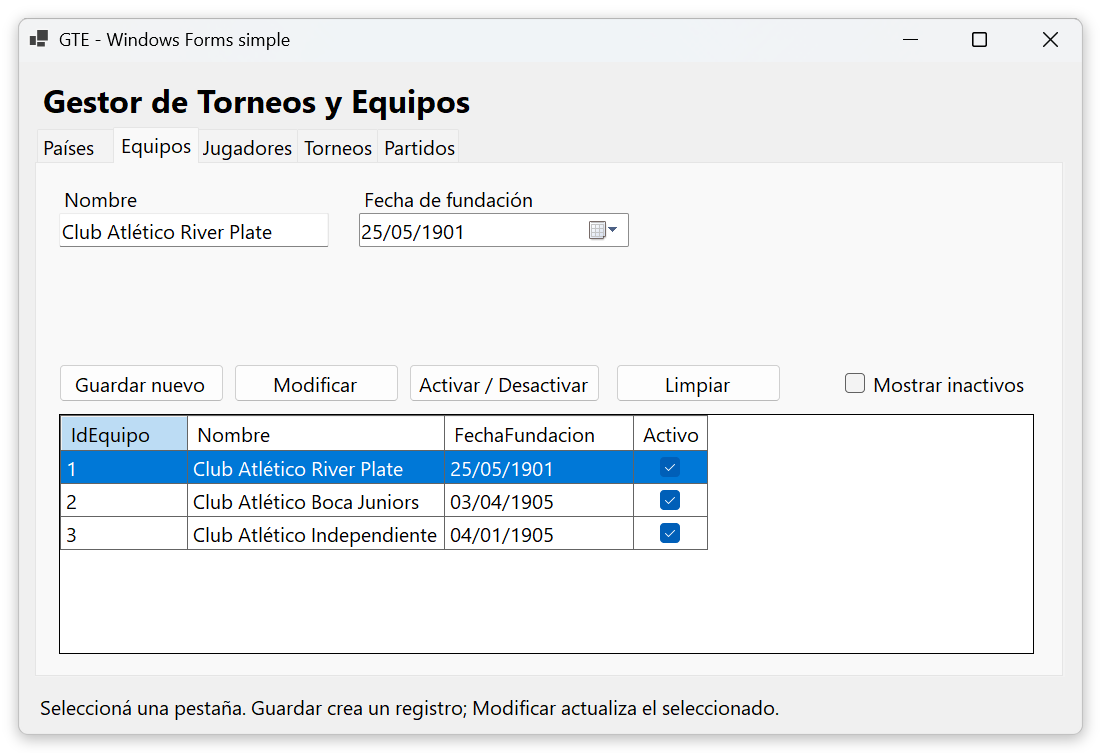 GTE - Windows Forms simple
Gestor de Torneos y Equipos
Países Equipos Jugadores Torneos Partidos
Nombre Fecha de fundación
Club Atlético River Plate 25/05/1901
Guardar nuevo Modificar Activar / Desactivar Limpiar Mostrar inactivos
IdEquipo Nombre FechaFundacion Activo
1 Club Atlético River Plate 25/05/1901
2 Club Atlético Boca Juniors 03/04/1905
3 Club Atlético Independiente 04/01/1905
Seleccioná una pestaña. Guardar crea un registro; Modificar actualiza el seleccionado.